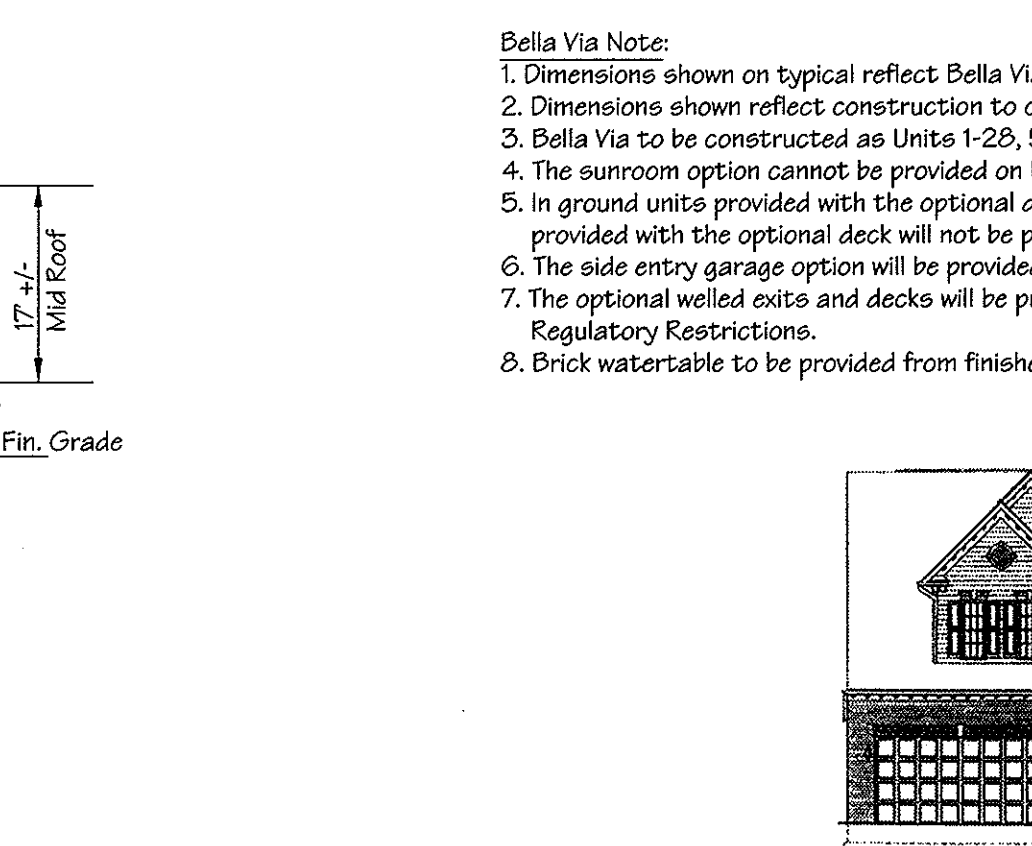 Bella Via Note:
1. Dimensions shown on typical reflect Bella
2. Dimensions shown reflect construction to
3. Bella Via to be constructed as Units 1-28,
4. The sunroom option cannot be provided on
5. In ground units provided with the optional
provided with the optional deck will not be
6. The side entry garage option will be provided
7. The optional welled exits and decks will be
Regulatory Restrictions.
8. Brick watertable to be provided from
17' +/-
Mid Roof
Fin. Grade